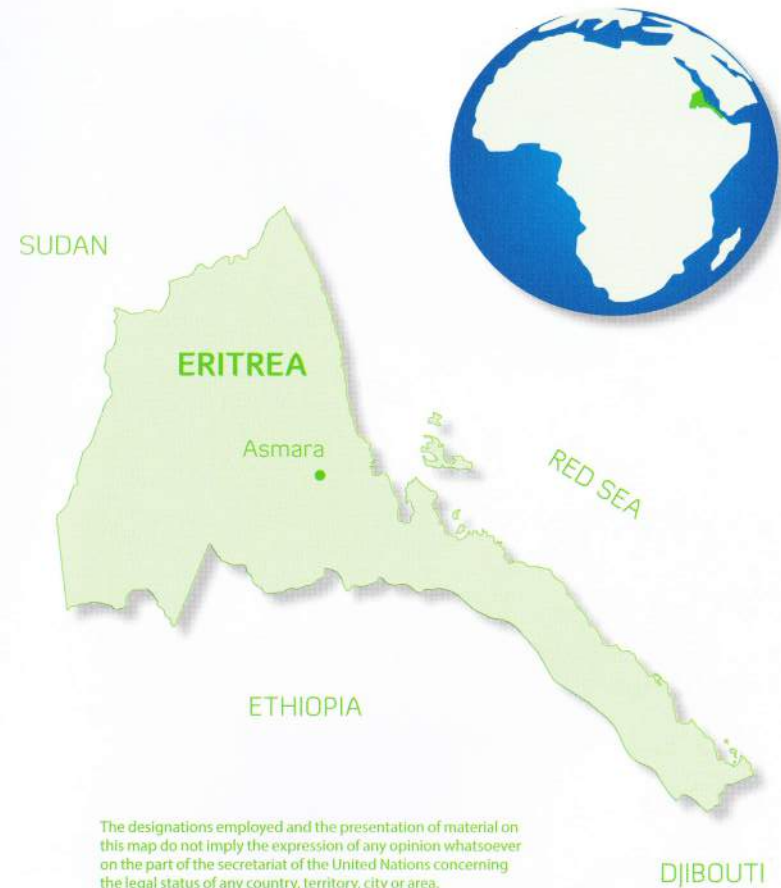 SUDAN
ERITREA
Asmara
RED SEA
ETHIOPIA
The designations employed and the presentation of material on
this map do not imply the expression of any opinion whatsoever
on the part of the secretariat of the United Nations concerning
the legal status of any country, territory, city or area.
DJIBOUTI